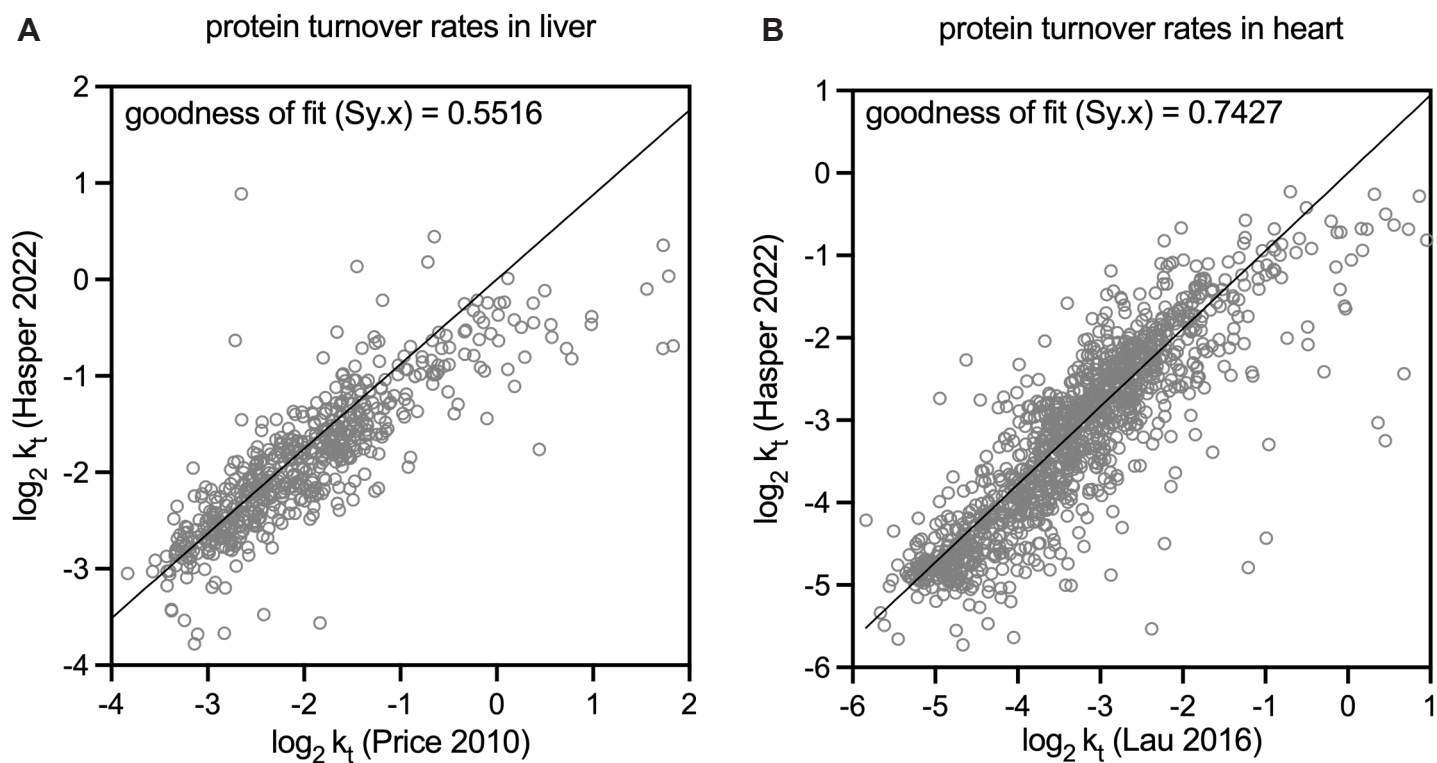 A
protein turnover rates in liver
goodness of fit (Sy.x) = 0.5516
2
1
0
-1
-2
-3
-4
log2 kt (Hasper 2022)
-4 -3 -2 -1 0 1 2
log2 kt (Price 2010)
B
protein turnover rates in heart
goodness of fit (Sy.x) = 0.7427
1
0
-1
-2
-3
-4
-5
-6
log2 kt (Hasper 2022)
-6 -5 -4 -3 -2 -1 0 1
log2 kt (Lau 2016)